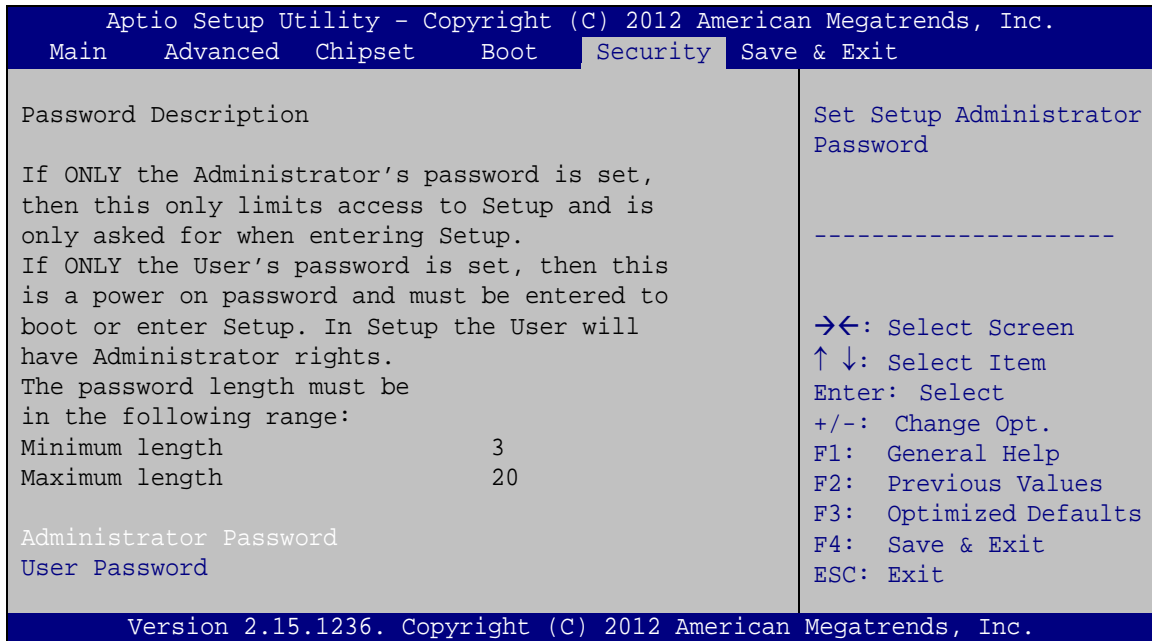 Aptio Setup Utility – Copyright (C) 2012 American Megatrends, Inc.
Main Advanced Chipset Boot Security Save & Exit
Password Description
If ONLY the Administrator’s password is set,
then this only limits access to Setup and is
only asked for when entering Setup.
If ONLY the User’s password is set, then this
is a power on password and must be entered to
boot or enter Setup. In Setup the User will
have Administrator rights.
The password length must be
in the following range:
Minimum length 3
Maximum length 20
Administrator Password
User Password
Set Setup Administrator
Password
---------------------
→←: Select Screen
↑ ↓: Select Item
Enter: Select
+/-: Change Opt.
F1: General Help
F2: Previous Values
F3: Optimized Defaults
F4: Save & Exit
ESC: Exit
Version 2.15.1236. Copyright (C) 2012 American Megatrends, Inc.